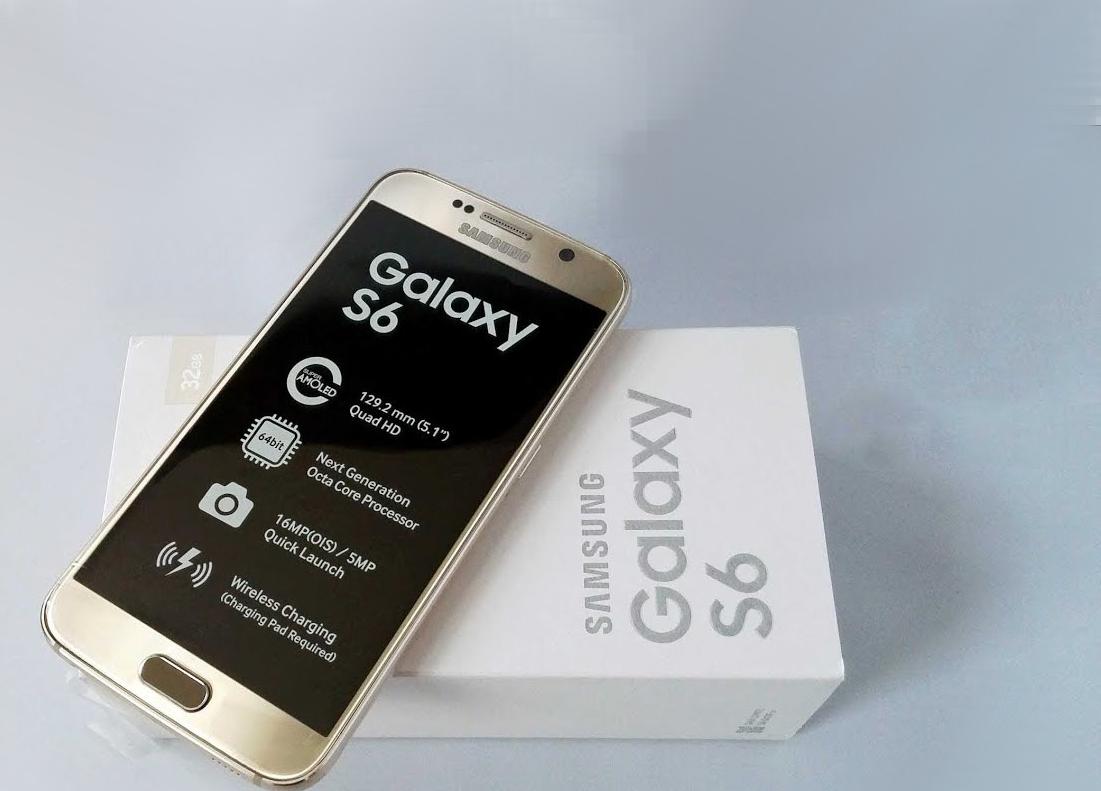 SAMSUNG
Galaxy
S6
SUPER
AMOLED
129.2 mm (5.1")
Quad HD
64bit
Next Generation
Octa Core Processor
16MP(OIS) / 5MP
Quick Launch
Wireless Charging
(Charging Pad Required)
32GB
SAMSUNG
Galaxy
S6